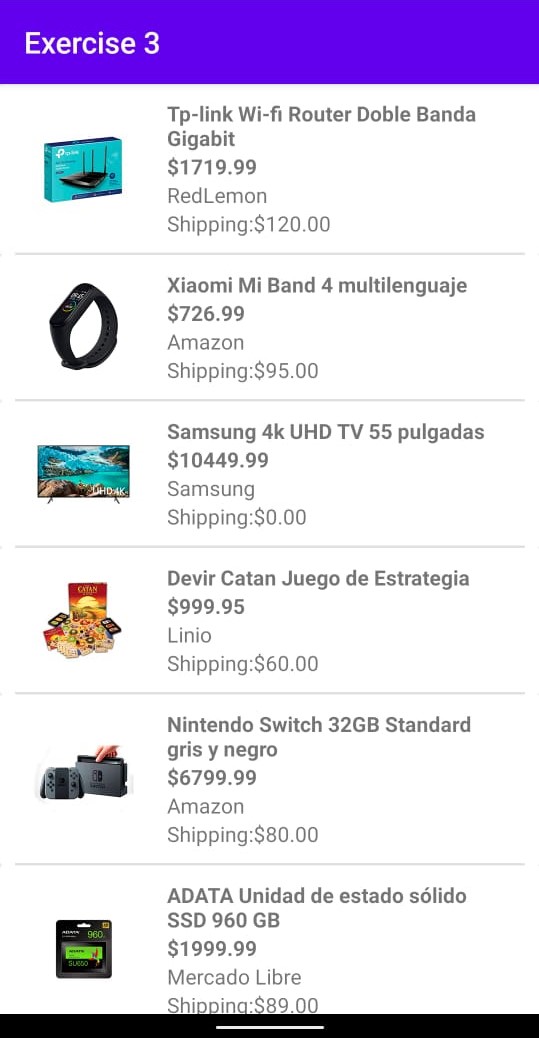 Exercise 3
Tp-link Wi-fi Router Doble Banda
Gigabit
$1719.99
RedLemon
Shipping:$120.00
tp-link
Xiaomi Mi Band 4 multilenguaje
$726.99
Amazon
Shipping:$95.00
Samsung 4k UHD TV 55 pulgadas
$10449.99
Samsung
Shipping:$0.00
UHD 4K
Devir Catan Juego de Estrategia
$999.95
Linio
Shipping:$60.00
CATAN
Nintendo Switch 32GB Standard
gris y negro
$6799.99
Amazon
Shipping:$80.00
ADATA Unidad de estado sólido
SSD 960 GB
$1999.99
Mercado Libre
Shipping:$89.00
ADATA
960
SU650